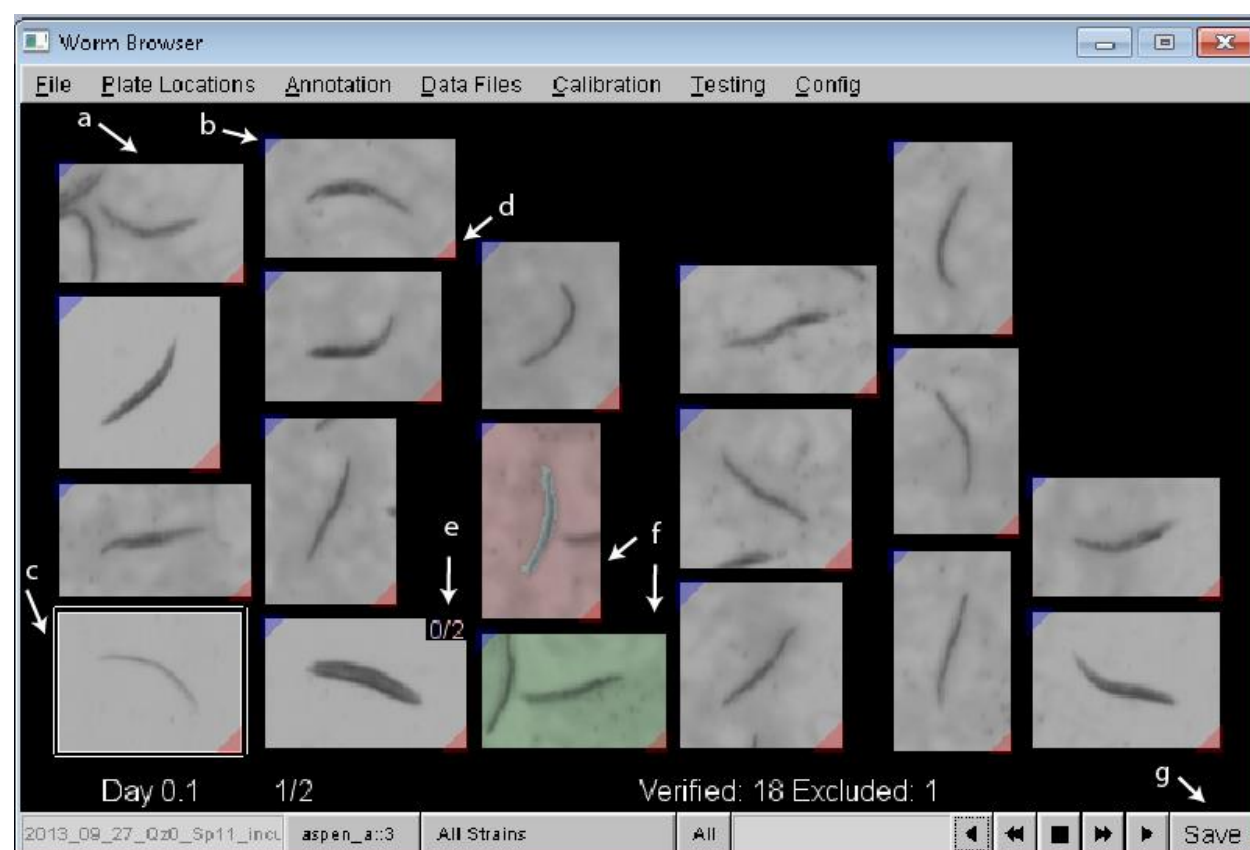 Worm Browser
File Plate Locations Annotation Data Files Calibration Testing Config
a
b
d
c
e
f
0/2
g
Day 0.1 1/2 Verified: 18 Excluded: 1
2013_09_27_Qz0_Sp11_incu aspen_a::3 All Strains All Save